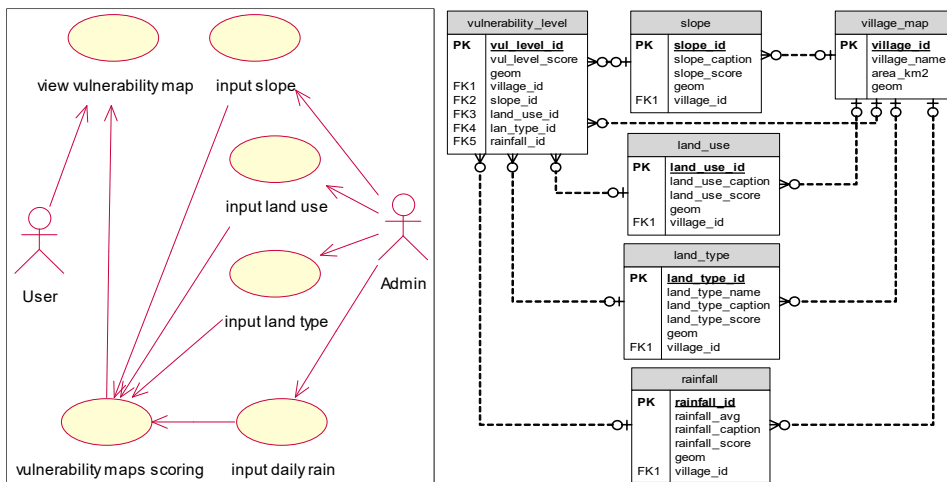 view vulnerability map
input slope
input land use
User
Admin
input land type
vulnerability maps scoring
input daily rain
vulnerability_level
PK vul_level_id
vul_level_score
geom
FK1 village_id
FK2 slope_id
FK3 land_use_id
FK4 lan_type_id
FK5 rainfall_id
slope
PK slope_id
slope_caption
slope_score
geom
FK1 village_id
village_map
PK village_id
village_name
area_km2
geom
land_use
PK land_use_id
land_use_caption
land_use_score
geom
FK1 village_id
land_type
PK land_type_id
land_type_name
land_type_caption
land_type_score
geom
FK1 village_id
rainfall
PK rainfall_id
rainfall_avg
rainfall_caption
rainfall_score
geom
FK1 village_id